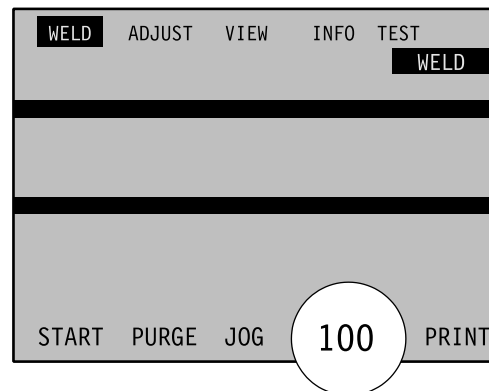 WELD ADJUST VIEW INFO TEST
WELD
START PURGE JOG 100 PRINT